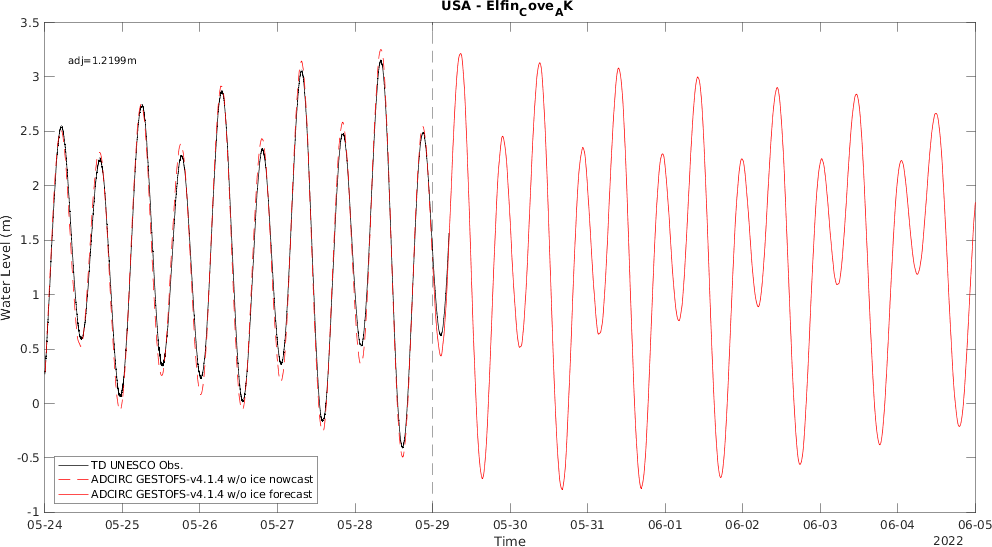 USA - Elfin_Cove_AK
adj=1.2199m
3.5
3
2.5
2
1.5
1
0.5
0
-0.5
-1
Water Level (m)
TD UNESCO Obs.
ADCIRC GESTOFS-v4.1.4 w/o ice nowcast
ADCIRC GESTOFS-v4.1.4 w/o ice forecast
05-24 05-25 05-26 05-27 05-28 05-29 05-30 05-31 06-01 06-02 06-03 06-04 06-05
Time
2022